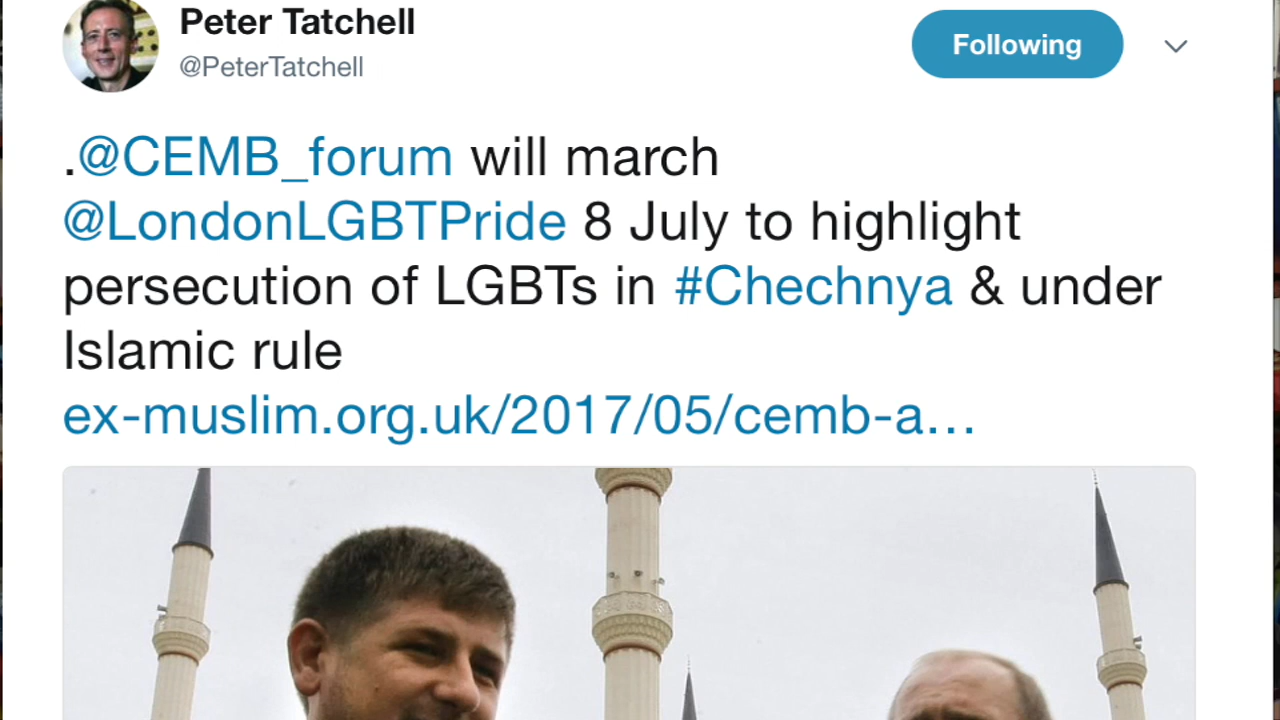 Peter Tatchell
@PeterTatchell
Following
.@CEMB_forum will march
@LondonLGBTPride 8 July to highlight
persecution of LGBTs in #Chechnya & under
Islamic rule
ex-muslim.org.uk/2017/05/cemb-a…